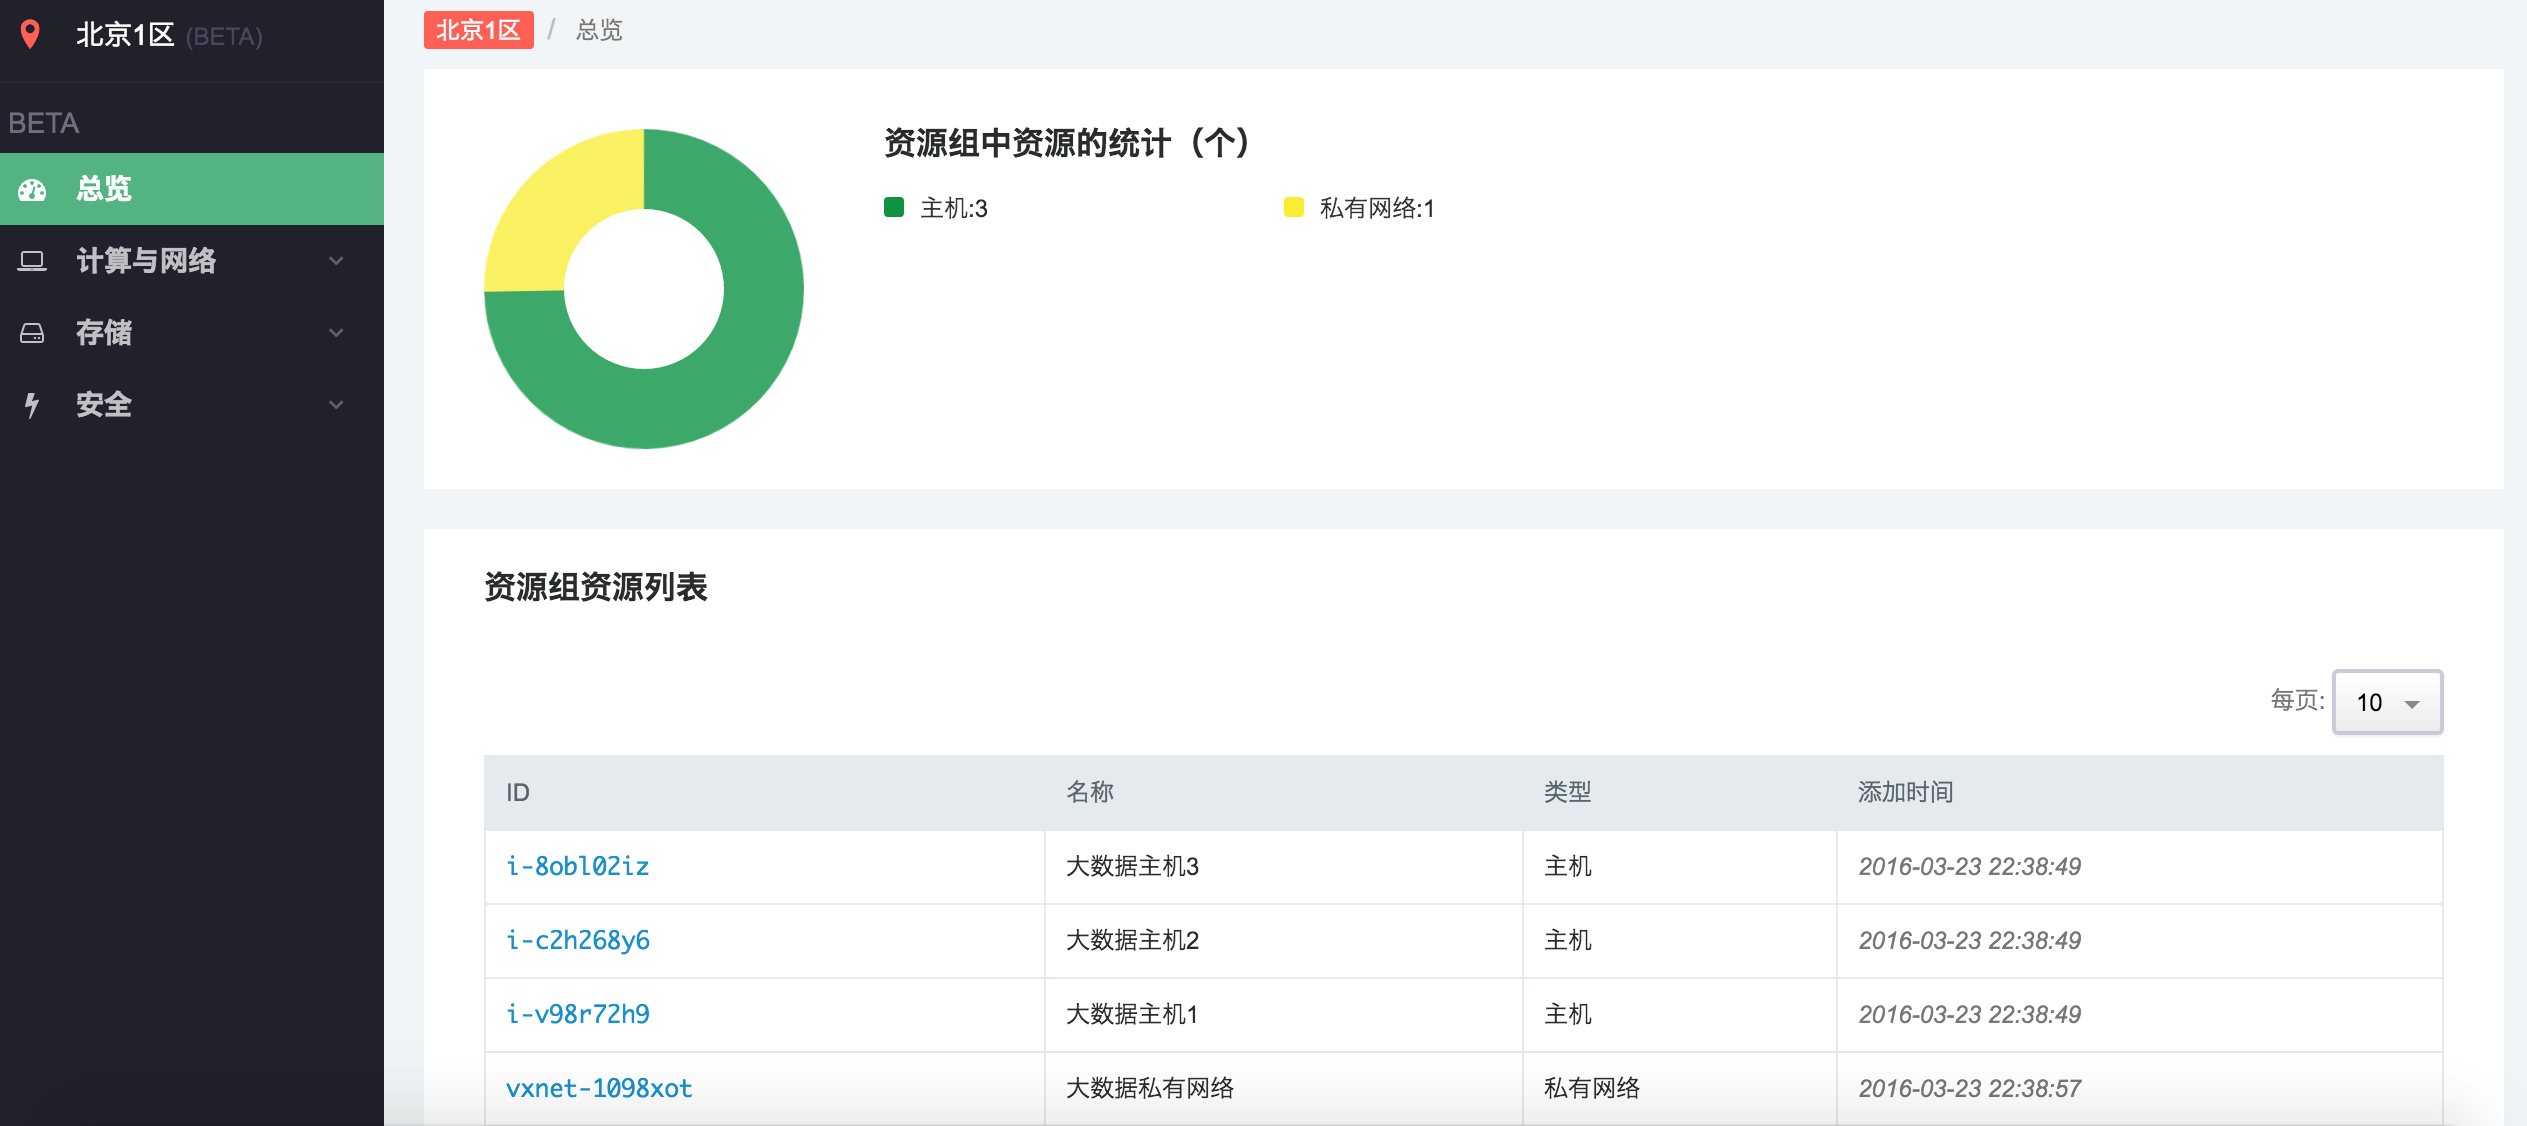 北京1区 (BETA)
BETA
总览
计算与网络
存储
安全
北京1区 / 总览
资源组中资源的统计（个）
主机:3 私有网络:1
资源组资源列表
每页: 10
ID 名称 类型 添加时间
i-8obl02iz 大数据主机3 主机 2016-03-23 22:38:49
i-c2h268y6 大数据主机2 主机 2016-03-23 22:38:49
i-v98r72h9 大数据主机1 主机 2016-03-23 22:38:49
vxnet-1098xot 大数据私有网络 私有网络 2016-03-23 22:38:57